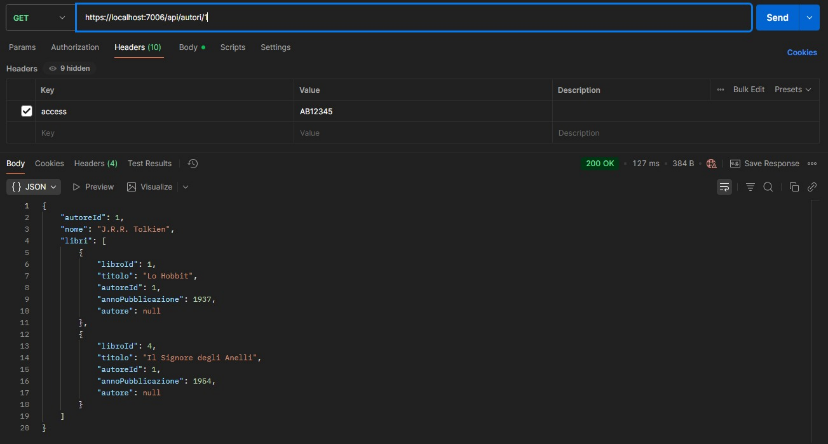 GET https://localhost:7006/api/autori/1 Send
Params Authorization Headers (10) Body Scripts Settings Cookies
Headers 9 hidden
Key Value Description Bulk Edit Presets
access AB12345
Key Value Description
Body Cookies Headers (4) Test Results 200 OK 127 ms 384 B Save Response
{} JSON Preview Visualize
1 {
2 "autoreId": 1,
3 "nome": "J.R.R. Tolkien",
4 "libri": [
5 {
6 "libroId": 1,
7 "titolo": "Lo Hobbit",
8 "autoreId": 1,
9 "annoPubblicazione": 1937,
10 "autore": null
11 },
12 {
13 "libroId": 4,
14 "titolo": "Il Signore degli Anelli",
15 "autoreId": 1,
16 "annoPubblicazione": 1954,
17 "autore": null
18 }
19 ]
20 }